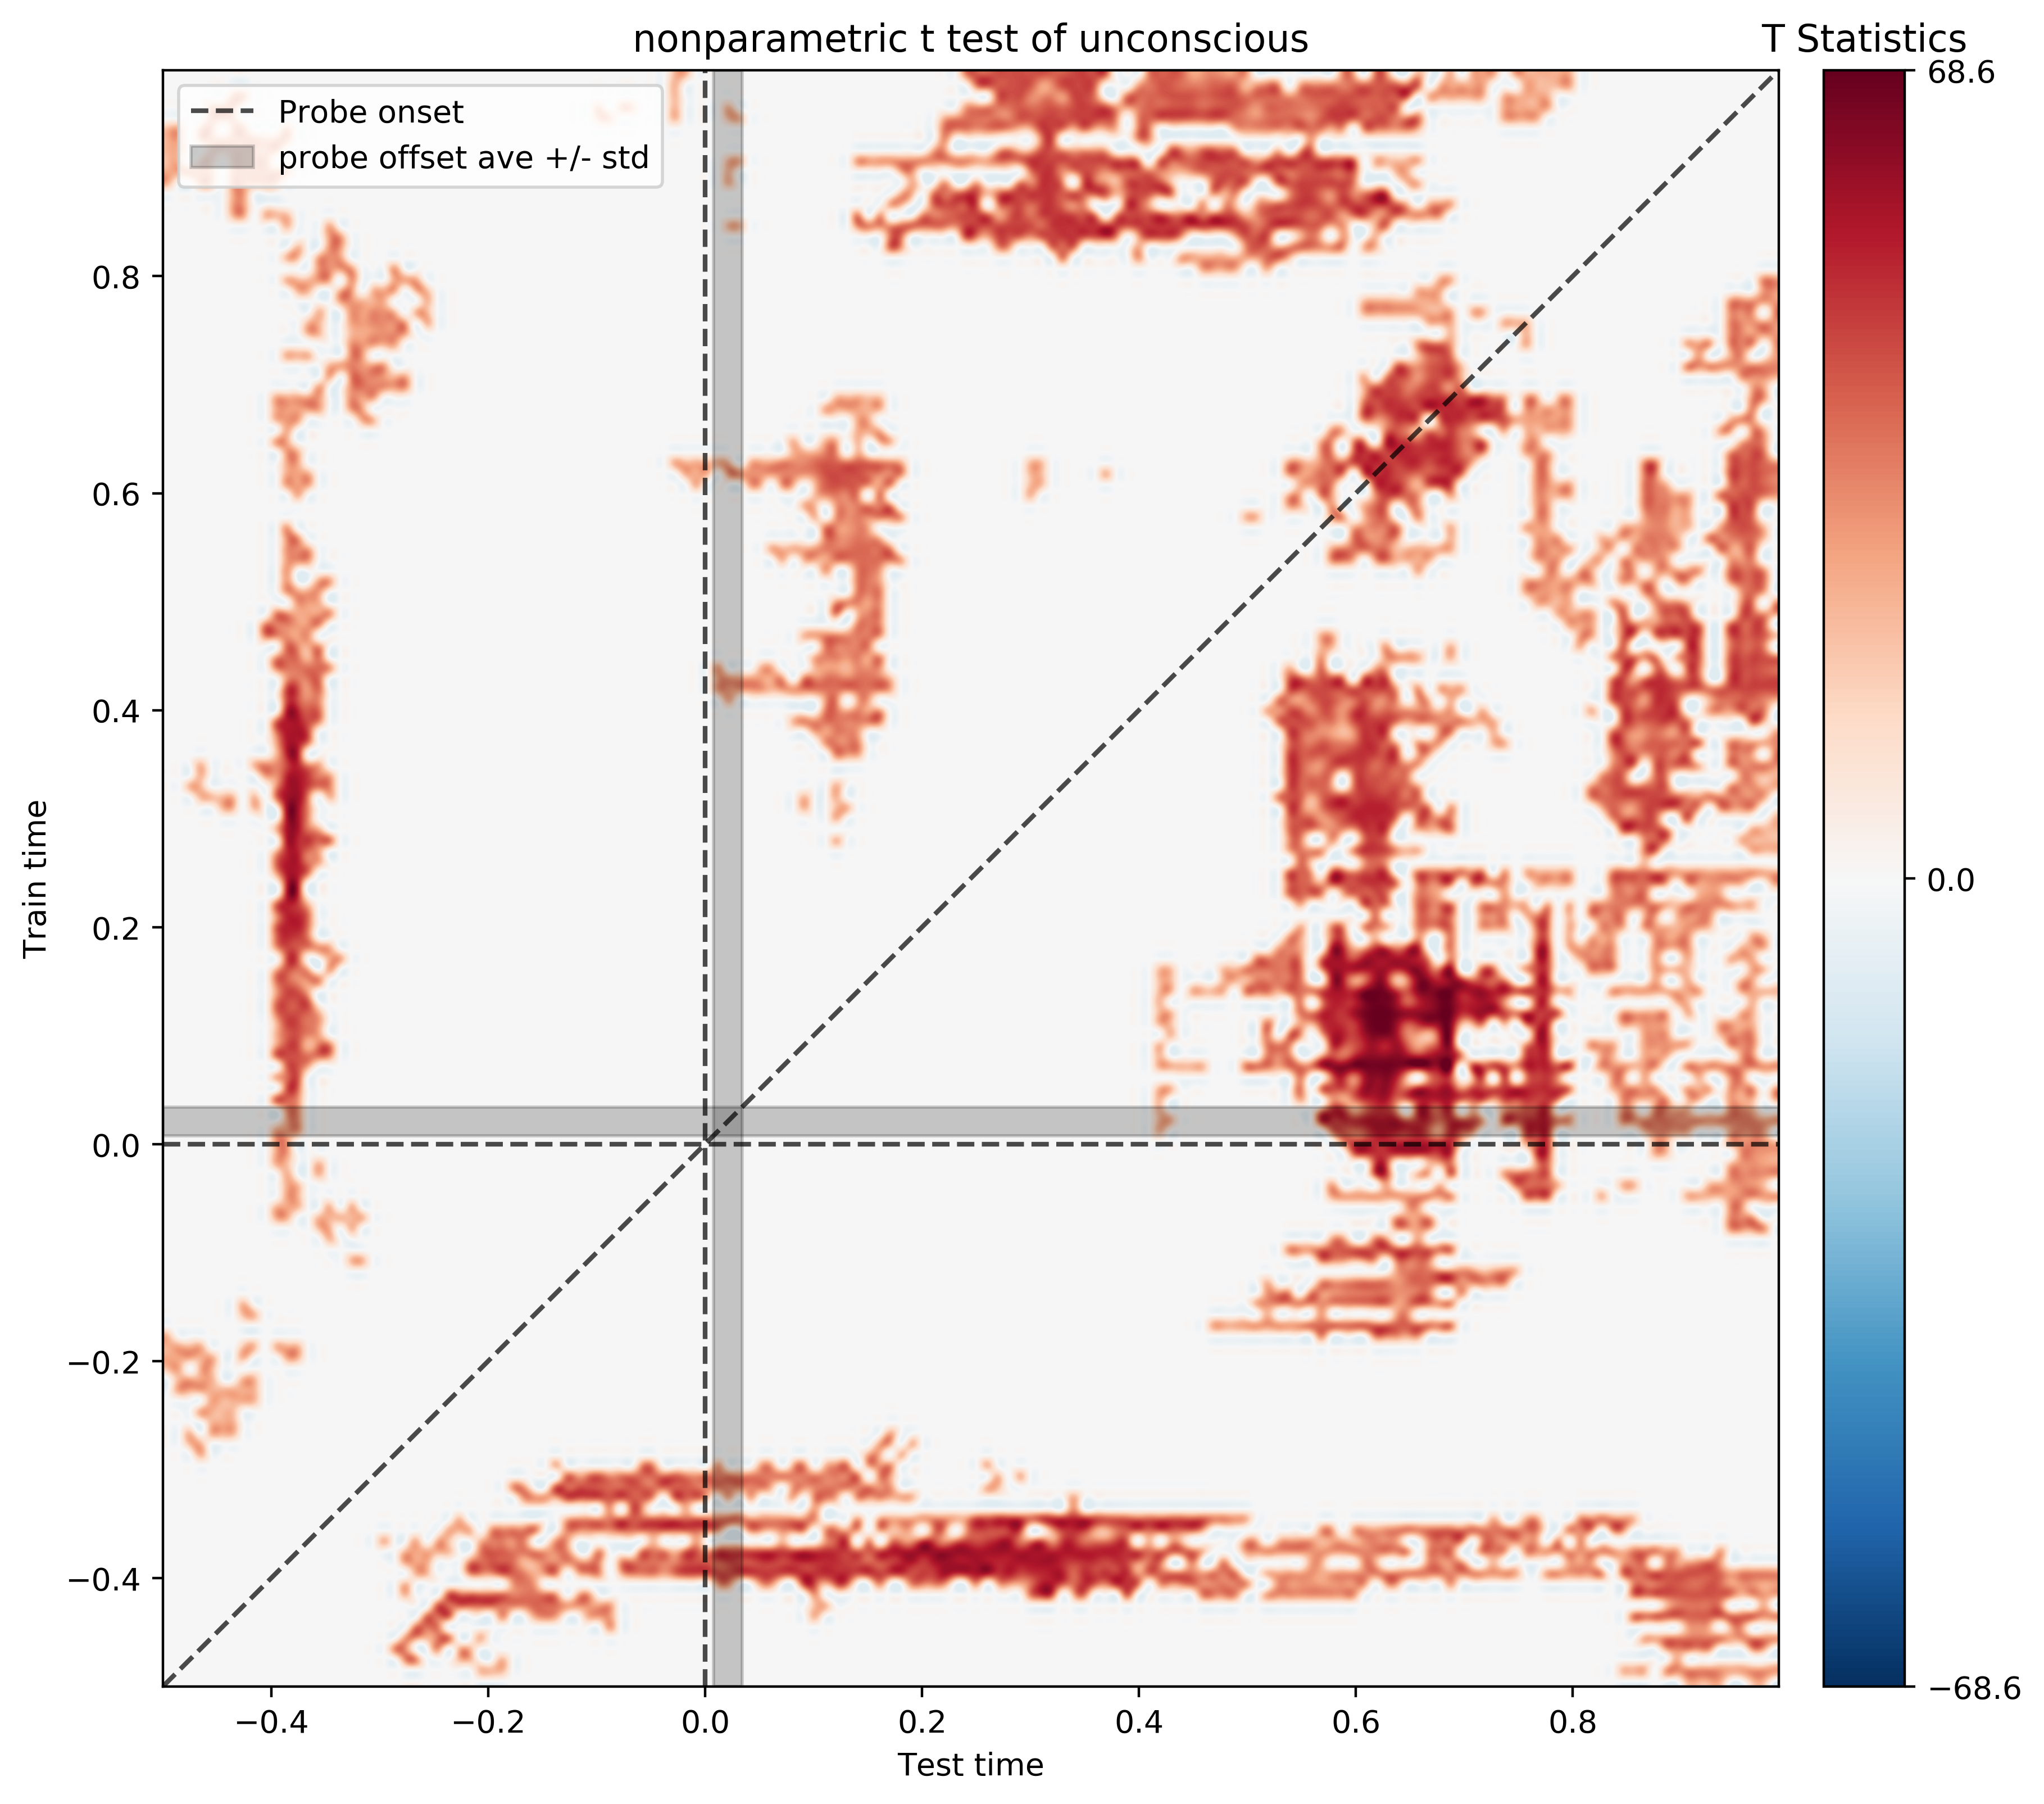 nonparametric t test of unconscious
T Statistics
Probe onset
probe offset ave +/- std
68.6
0.0
−68.6
0.8
0.6
0.4
0.2
0.0
−0.2
−0.4
Train time
−0.4
−0.2
0.0
0.2
0.4
0.6
0.8
Test time